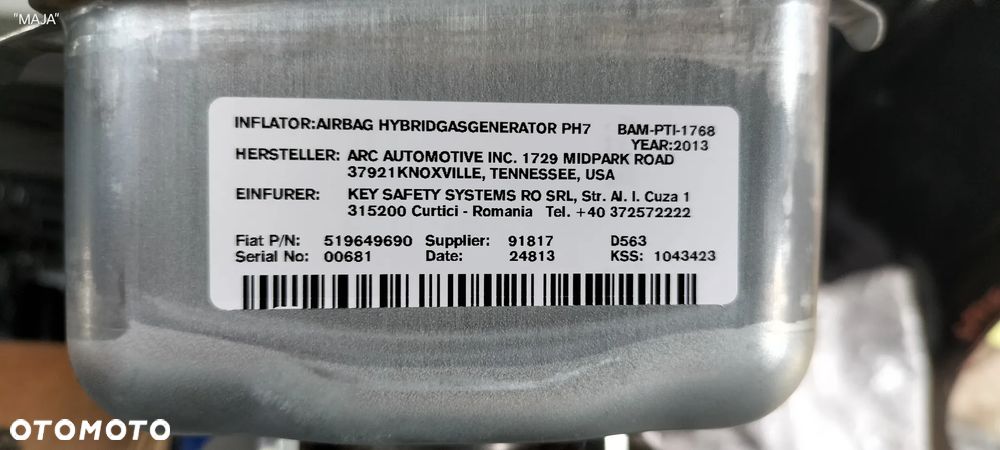 "MAJA"
INFLATOR:AIRBAG HYBRIDGASGENERATOR PH7 BAM-PTI-1768
YEAR:2013
HERSTELLER: ARC AUTOMOTIVE INC. 1729 MIDPARK ROAD
37921 KNOXVILLE, TENNESSEE, USA
EINFURER: KEY SAFETY SYSTEMS RO SRL, Str. Al. I. Cuza 1
315200 Curtici - Romania Tel. +40 372572222
Fiat P/N: 519649690 Supplier: 91817 D563
Serial No: 00681 Date: 24813 KSS: 1043423
OTOMOTO